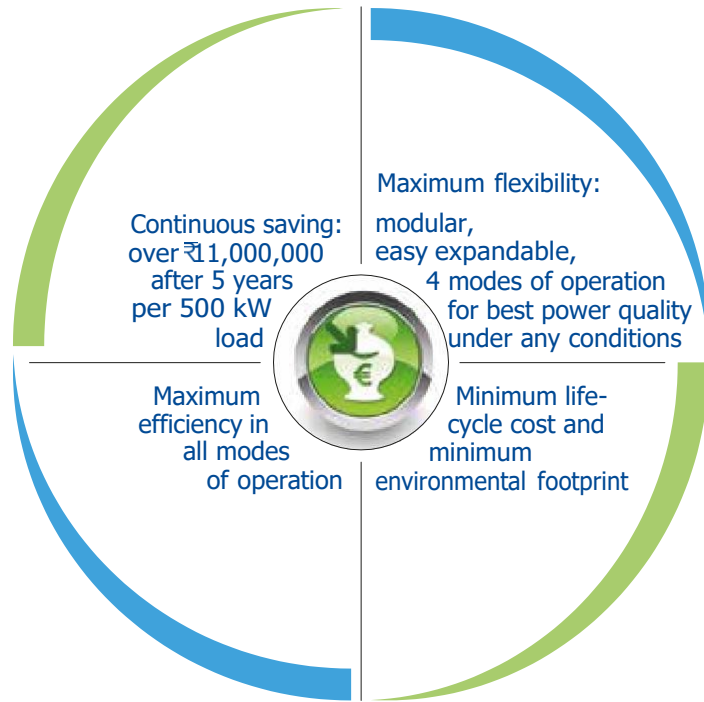 Continuous saving:
over ₹11,000,000
after 5 years
per 500 kW
load
Maximum flexibility:
modular,
easy expandable,
4 modes of operation
for best power quality
under any conditions
€
Maximum
efficiency in
all modes
of operation
Minimum life-
cycle cost and
minimum
environmental footprint